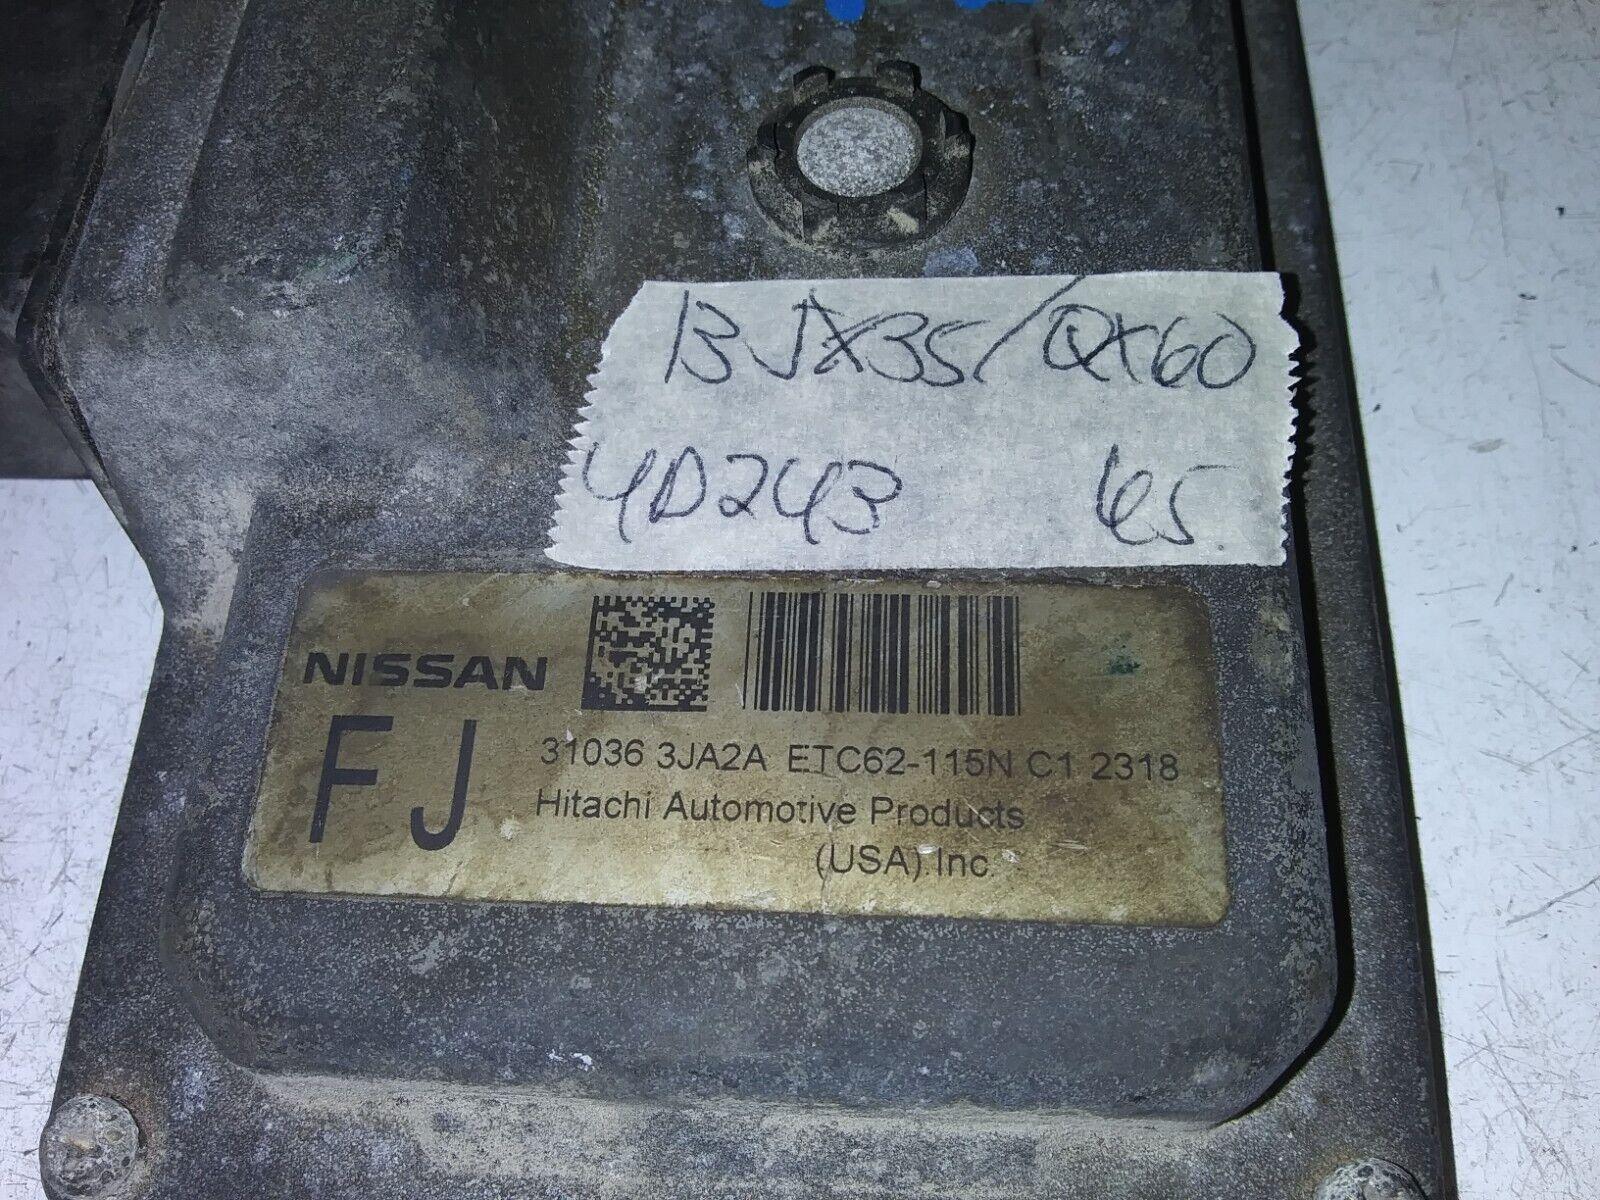 13 JX35/QX60
4D243 65
NISSAN
FJ
31036 3JA2A ETC62-115N C1 2318
Hitachi Automotive Products
(USA) Inc.